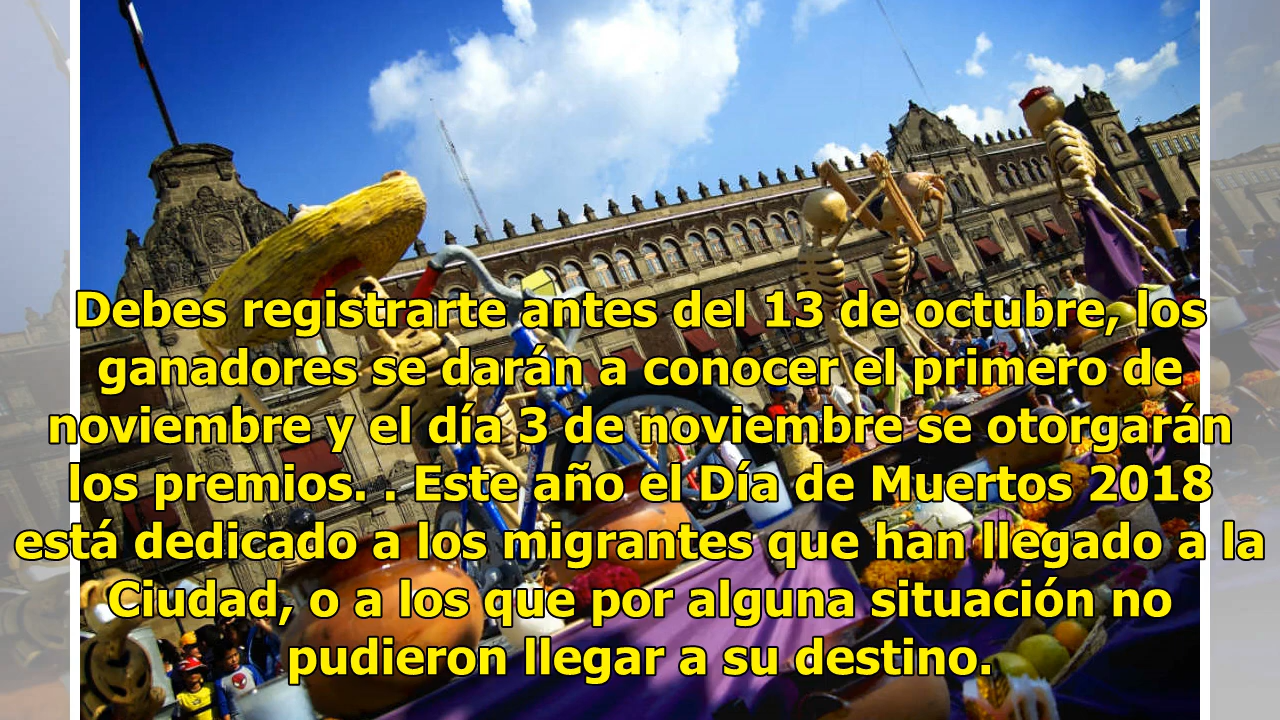 Debes registrarte antes del 13 de octubre, los
ganadores se darán a conocer el primero de
noviembre y el día 3 de noviembre se otorgarán
los premios. . Este año el Día de Muertos 2018
está dedicado a los migrantes que han llegado a la
Ciudad, o a los que por alguna situación no
pudieron llegar a su destino.